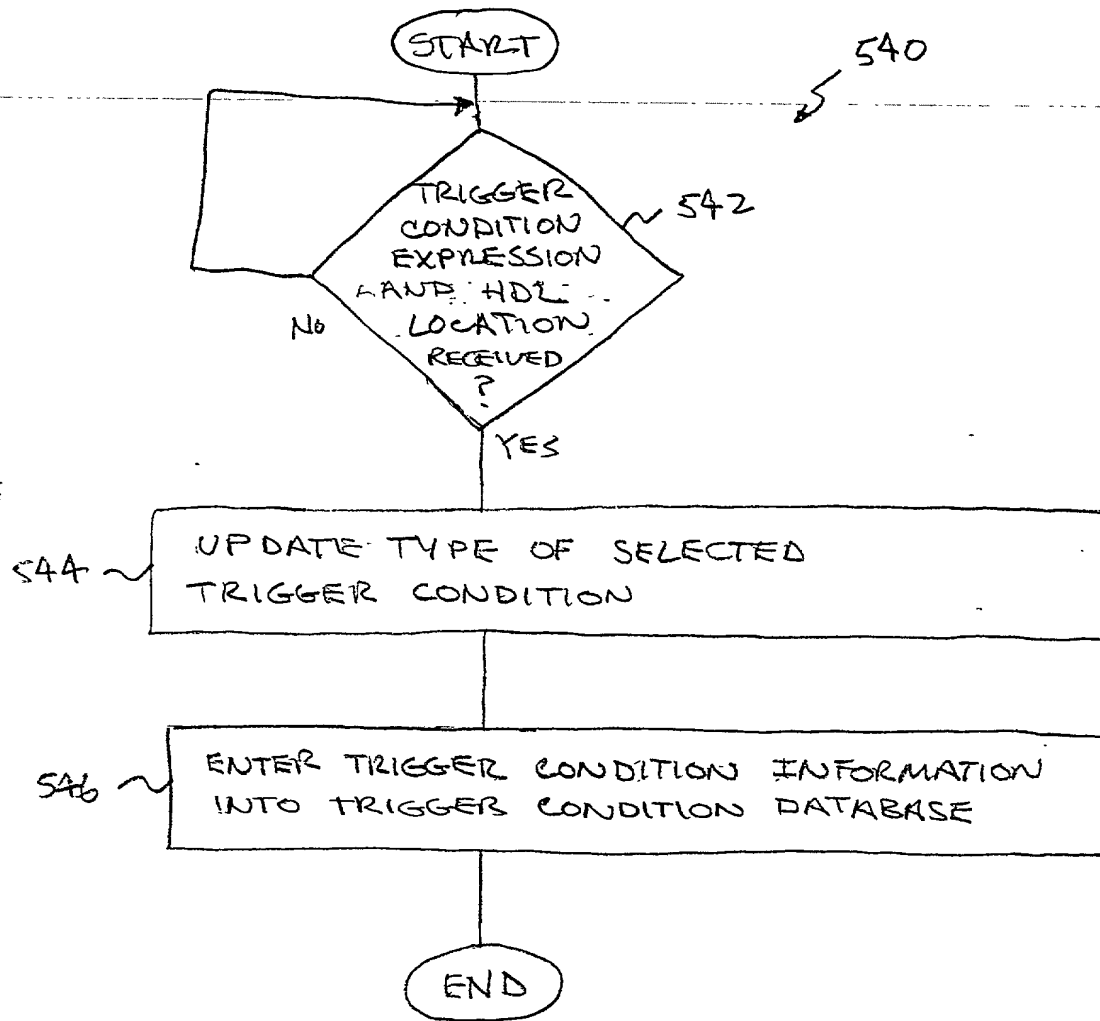 START
540
TRIGGER
CONDITION
EXPRESSION
AND HDL
LOCATION
RECEIVED
?
542
NO
YES
544
UPDATE TYPE OF SELECTED
TRIGGER CONDITION
546
ENTER TRIGGER CONDITION INFORMATION
INTO TRIGGER CONDITION DATABASE
END